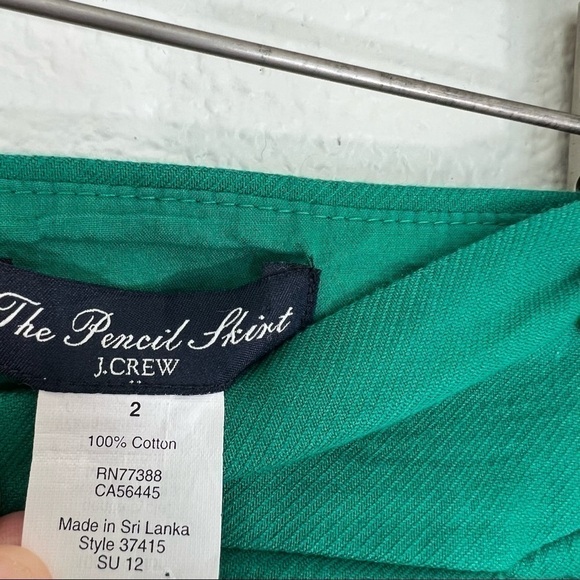 The Pencil Skirt
J.CREW
2
100% Cotton
RN77388
CA56445
Made in Sri Lanka
Style 37415
SU 12